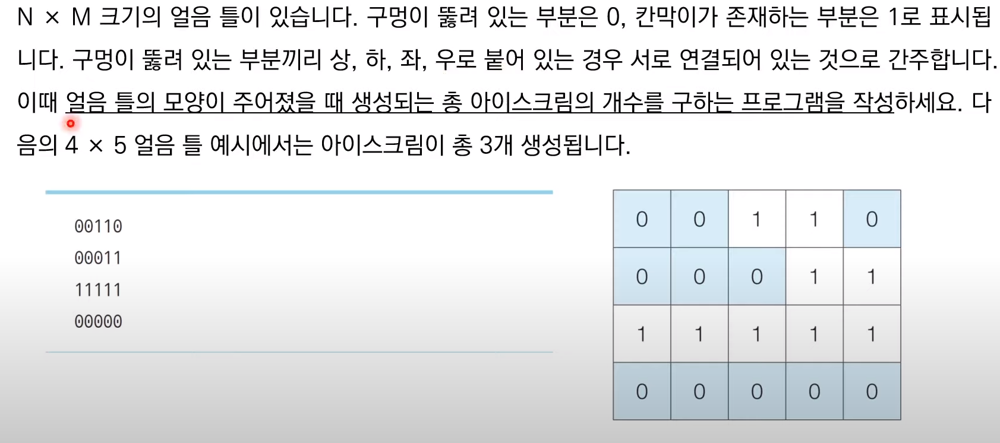 N × M 크기의 얼음 틀이 있습니다. 구멍이 뚫려 있는 부분은 0, 칸막이가 존재하는 부분은 1로 표시됩
니다. 구멍이 뚫려 있는 부분끼리 상, 하, 좌, 우로 붙어 있는 경우 서로 연결되어 있는 것으로 간주합니다.
이때 얼음 틀의 모양이 주어졌을 때 생성되는 총 아이스크림의 개수를 구하는 프로그램을 작성하세요. 다
음의 4 × 5 얼음 틀 예시에서는 아이스크림이 총 3개 생성됩니다.
00110
00011
11111
00000
0 0 1 1 0
0 0 0 1 1
1 1 1 1 1
0 0 0 0 0